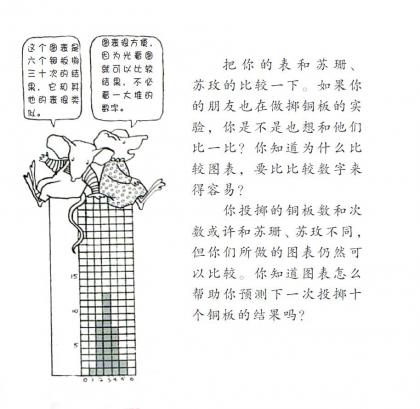 这个图表是
六个铜板掷
三十次的结
果，它和其
他的表很类
似。
图表很方便，
因为光看图
就可以比较
结果，不必
看一大堆的
数字。
把你的表和苏珊、
苏玫的比较一下。如果你
的朋友也在做掷铜板的实
验，你是不是也想和他们
比一比？你知道为什么比
较图表，要比比较数字来
得容易？
你投掷的铜板数和次
数或许和苏珊、苏玫不同，
但你们所做的图表仍然可
以比较。你知道图表怎么
帮助你预测下一次投掷十
个铜板的结果吗？
15
10
5
0 1 2 3 4 5 6